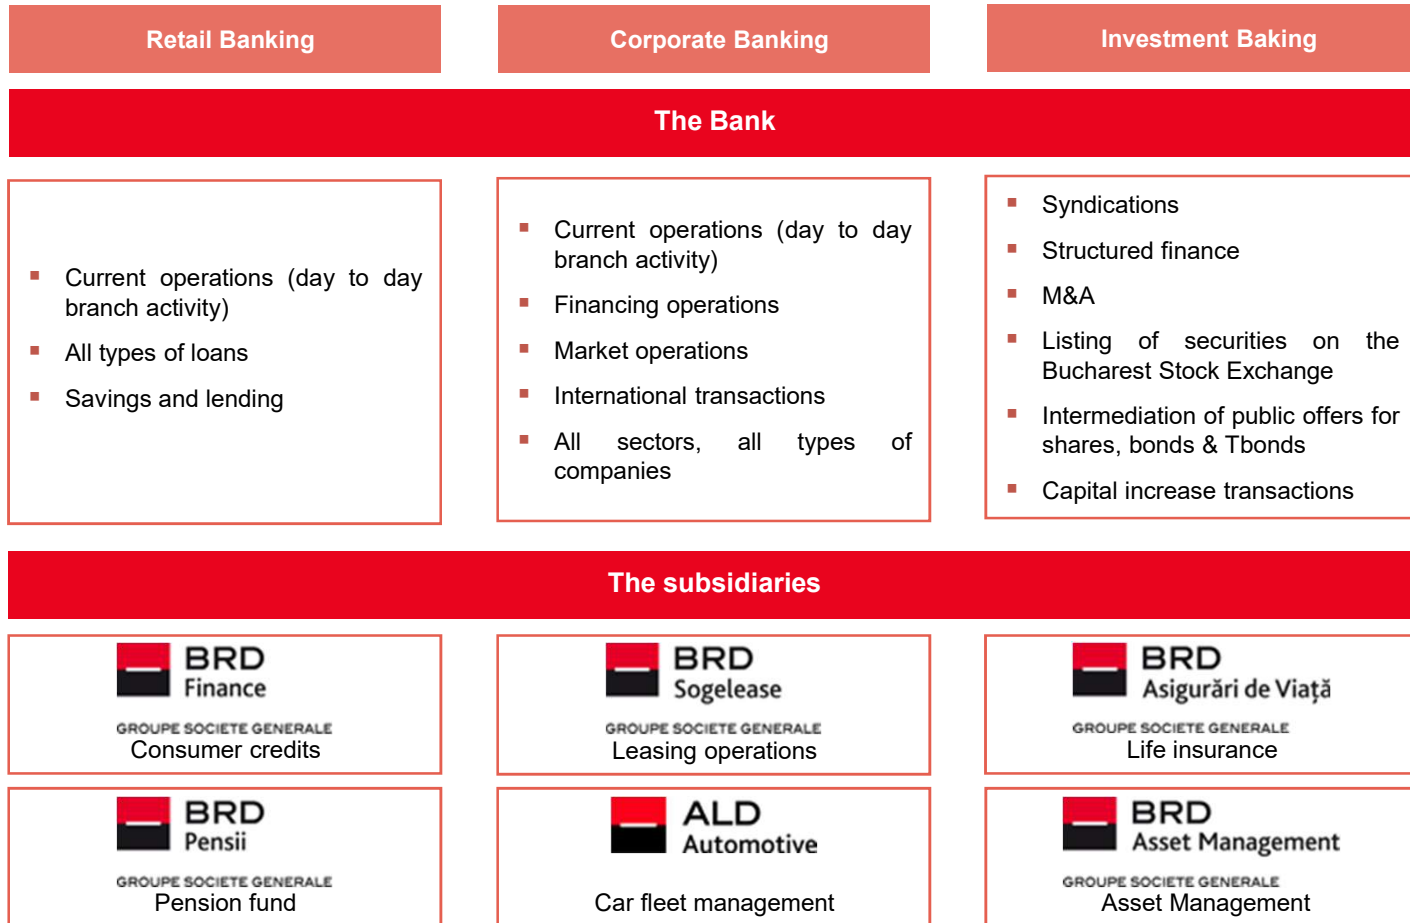 Retail Banking
Corporate Banking
Investment Baking
The Bank
Current operations (day to day
branch activity)
All types of loans
Savings and lending
Current operations (day to day
branch activity)
Financing operations
Market operations
International transactions
All sectors, all types of
companies
Syndications
Structured finance
M&A
Listing of securities on the
Bucharest Stock Exchange
Intermediation of public offers for
shares, bonds & Tbonds
Capital increase transactions
The subsidiaries
BRD
Finance
GROUPE SOCIETE GENERALE
Consumer credits
BRD
Sogelease
GROUPE SOCIETE GENERALE
Leasing operations
BRD
Asigurări de Viață
GROUPE SOCIETE GENERALE
Life insurance
BRD
Pensii
GROUPE SOCIETE GENERALE
Pension fund
ALD
Automotive
Car fleet management
BRD
Asset Management
GROUPE SOCIETE GENERALE
Asset Management